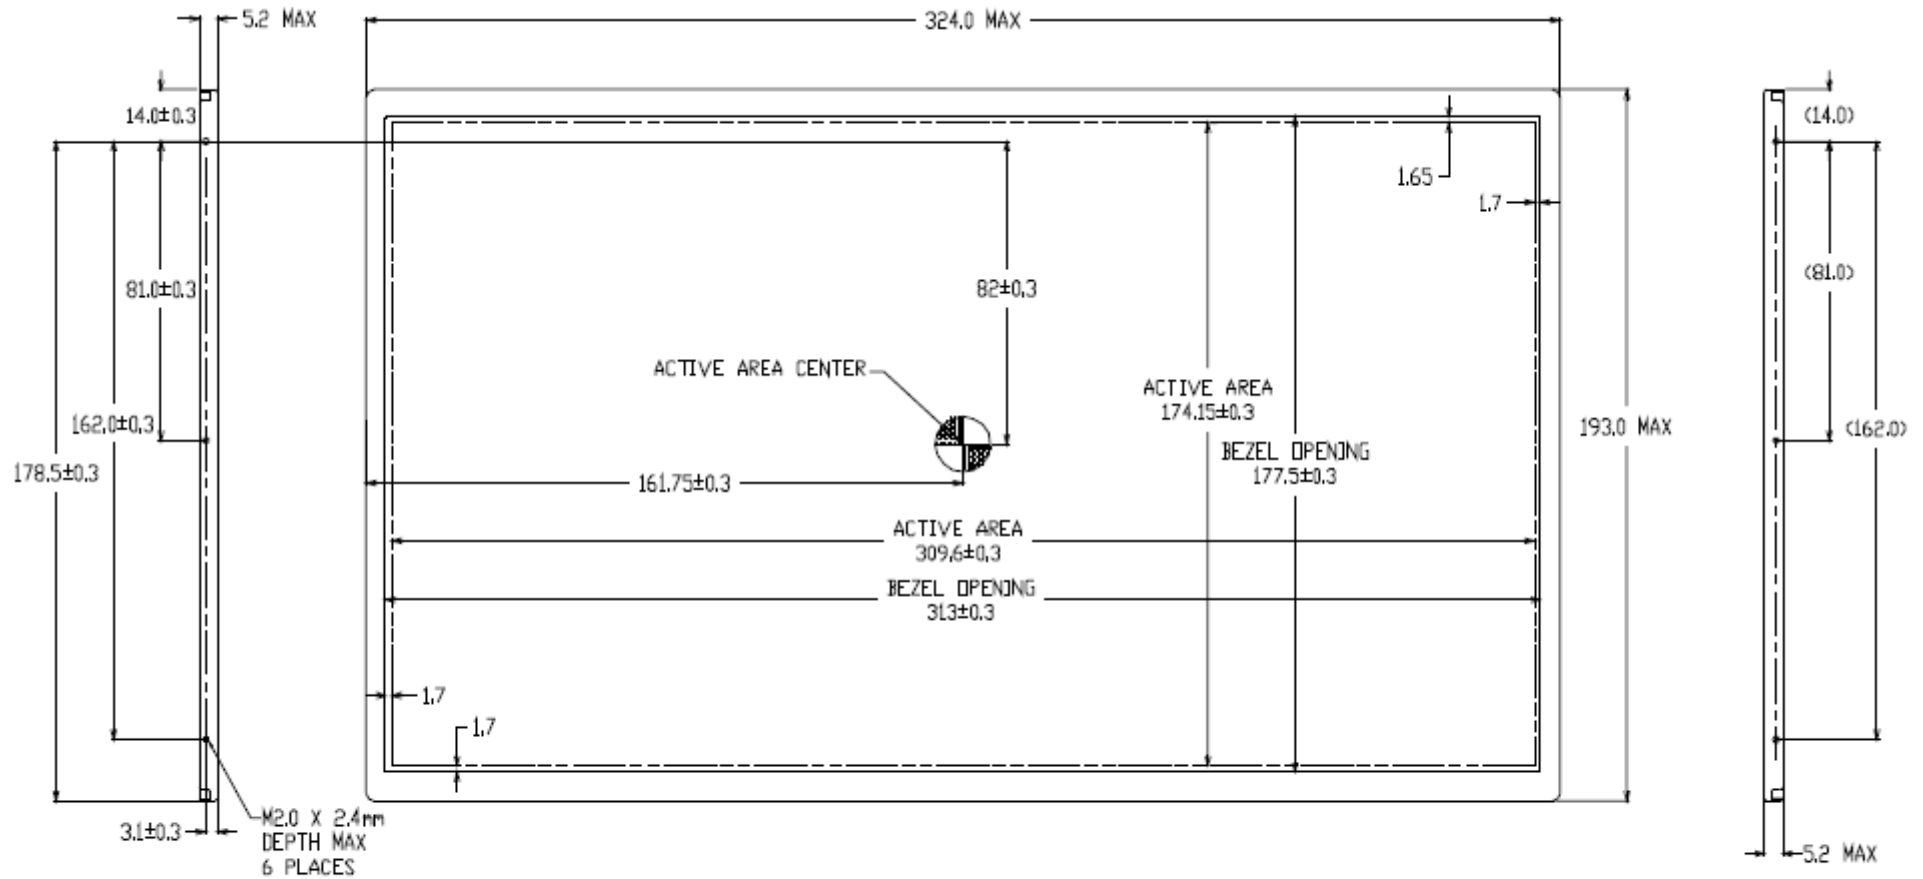 5.2 MAX
324.0 MAX
14.0±0.3
(14.0)
1.65
1.7
81.0±0.3
82±0.3
(81.0)
ACTIVE AREA CENTER
ACTIVE AREA
174.15±0.3
162.0±0.3
193.0 MAX
(162.0)
BEZEL OPENING
177.5±0.3
178.5±0.3
161.75±0.3
ACTIVE AREA
309.6±0.3
BEZEL OPENING
313±0.3
1.7
1.7
M2.0 X 2.4mm
DEPTH MAX
6 PLACES
3.1±0.3
5.2 MAX